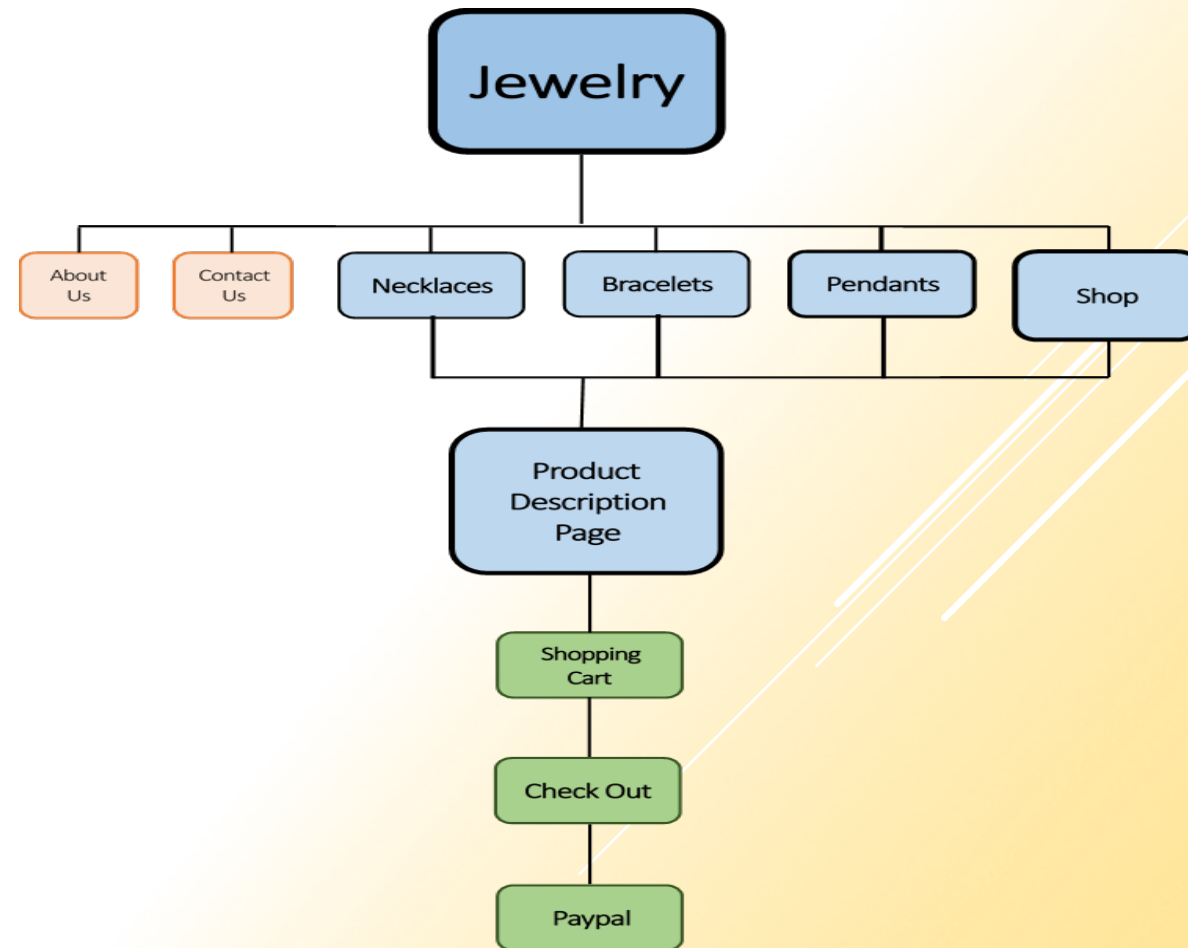 Jewelry
About
Us
Contact
Us
Necklaces
Bracelets
Pendants
Shop
Product
Description
Page
Shopping
Cart
Check Out
Paypal